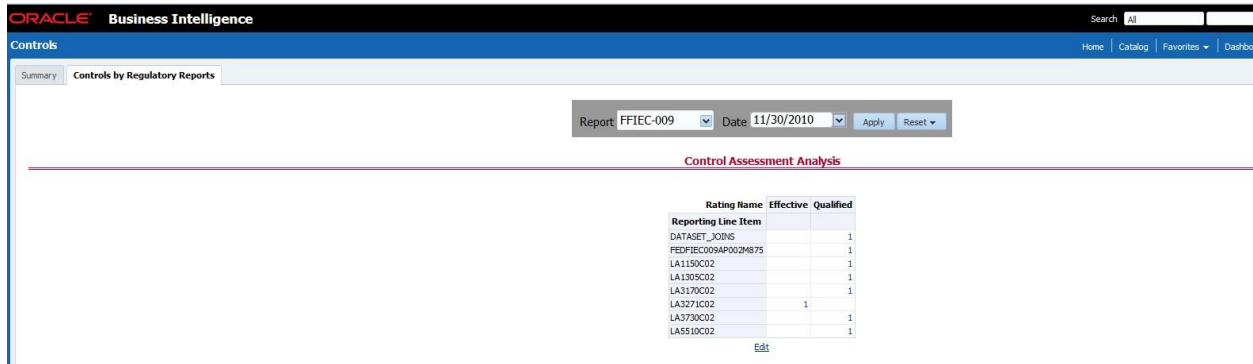 ORACLE Business Intelligence Search All
Controls Home Catalog Favorites Dashbo
Summary Controls by Regulatory Reports
Report FFIEC-009 Date 11/30/2010 Apply Reset
Control Assessment Analysis
Rating Name Effective Qualified
Reporting Line Item
DATASET_JOINS 1
FEDFIEC009AP002M875 1
LA1150C02 1
LA1305C02 1
LA3170C02 1
LA3271C02 1
LA3730C02 1
LA5510C02 1
Edit